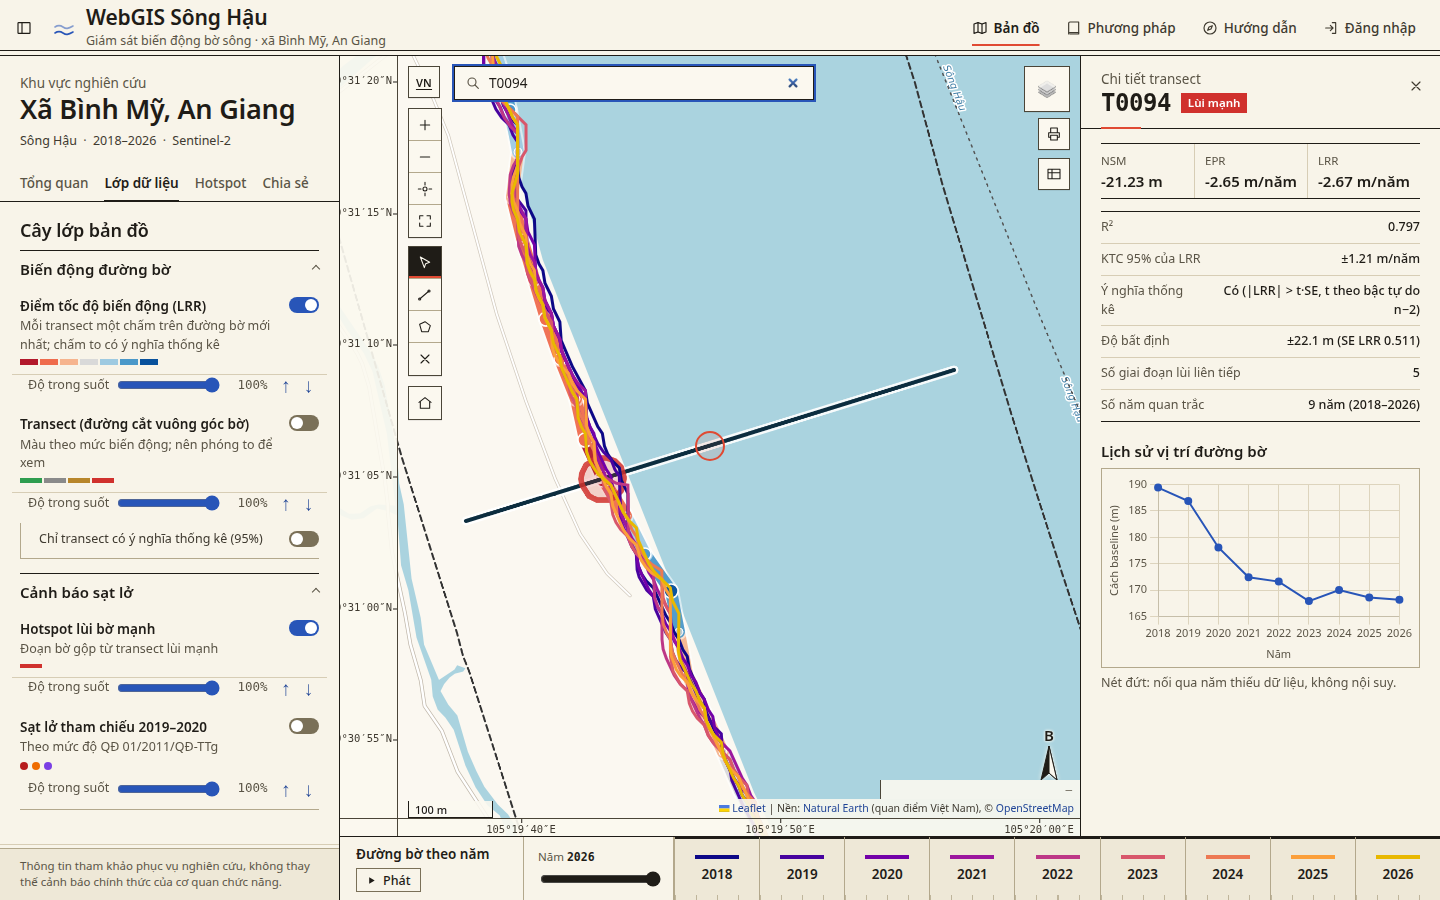 WebGIS Sông Hậu
Giám sát biến động bờ sông · xã Bình Mỹ, An Giang
Bản đồ
Phương pháp
Hướng dẫn
Đăng nhập
Khu vực nghiên cứu
Xã Bình Mỹ, An Giang
Sông Hậu · 2018–2026 · Sentinel-2
Tổng quan
Lớp dữ liệu
Hotspot
Chia sẻ
Cây lớp bản đồ
Biến động đường bờ
Điểm tốc độ biến động (LRR)
Mỗi transect một chấm trên đường bờ mới
nhất; chấm to có ý nghĩa thống kê
Độ trong suốt 100% ↑ ↓
Transect (đường cắt vuông góc bờ)
Màu theo mức biến động; nên phóng to để
xem
Độ trong suốt 100% ↑ ↓
Chỉ transect có ý nghĩa thống kê (95%)
Cảnh báo sạt lở
Hotspot lùi bờ mạnh
Đoạn bờ gộp từ transect lùi mạnh
Độ trong suốt 100% ↑ ↓
Sạt lở tham chiếu 2019–2020
Theo mức độ QĐ 01/2011/QĐ-TTg
Độ trong suốt 100% ↑ ↓
Thông tin tham khảo phục vụ nghiên cứu, không thay
thế cảnh báo chính thức của cơ quan chức năng.
VN
T0094
°31′20″N
°31′15″N
°31′10″N
°31′05″N
°31′00″N
°30′55″N
Sông Hậu
Sông Hậu
B
–
100 m
Leaflet | Nền: Natural Earth (quan điểm Việt Nam), © OpenStreetMap
105°19′40″E
105°19′50″E
105°20′00″E
Đường bờ theo năm
Phát
Năm 2026
2018
2019
2020
2021
2022
2023
2024
2025
2026
Chi tiết transect
T0094 Lùi mạnh
NSM
-21.23 m
EPR
-2.65 m/năm
LRR
-2.67 m/năm
R² 0.797
KTC 95% của LRR ±1.21 m/năm
Ý nghĩa thống kê
Có (|LRR| > t·SE, t theo bậc tự do n−2)
Độ bất định ±22.1 m (SE LRR 0.511)
Số giai đoạn lùi liên tiếp 5
Số năm quan trắc 9 năm (2018–2026)
Lịch sử vị trí đường bờ
Cách baseline (m)
190
185
180
175
170
165
2018 2019 2020 2021 2022 2023 2024 2025 2026
Năm
Nét đứt: nối qua năm thiếu dữ liệu, không nội suy.